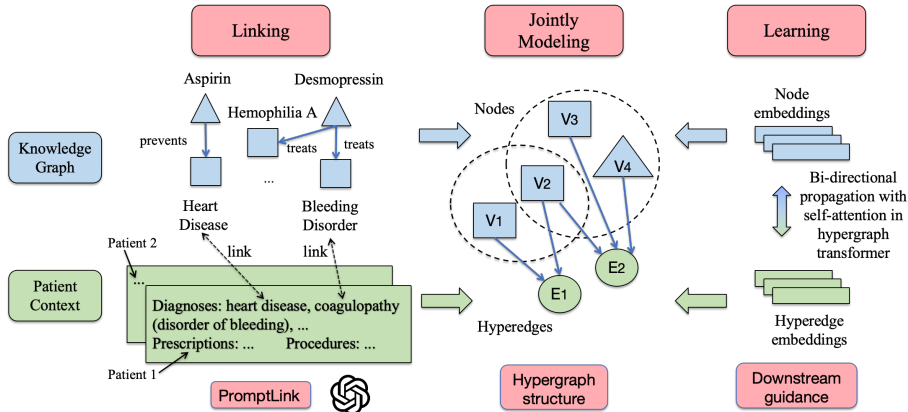 Linking
Jointly
Modeling
Learning
Aspirin
Desmopressin
Hemophilia A
prevents
treats
treats
...
Heart
Disease
Bleeding
Disorder
Knowledge
Graph
Nodes
V3
V4
V2
V1
E1
E2
Node
embeddings
Bi-directional
propagation with
self-attention in
hypergraph
transformer
Patient 2
link
link
Patient
Context
...
Diagnoses: heart disease, coagulopathy
(disorder of bleeding), ...
Prescriptions: ... Procedures: ...
Patient 1
Hyperedges
Hyperedge
embeddings
PromptLink
Hypergraph
structure
Downstream
guidance